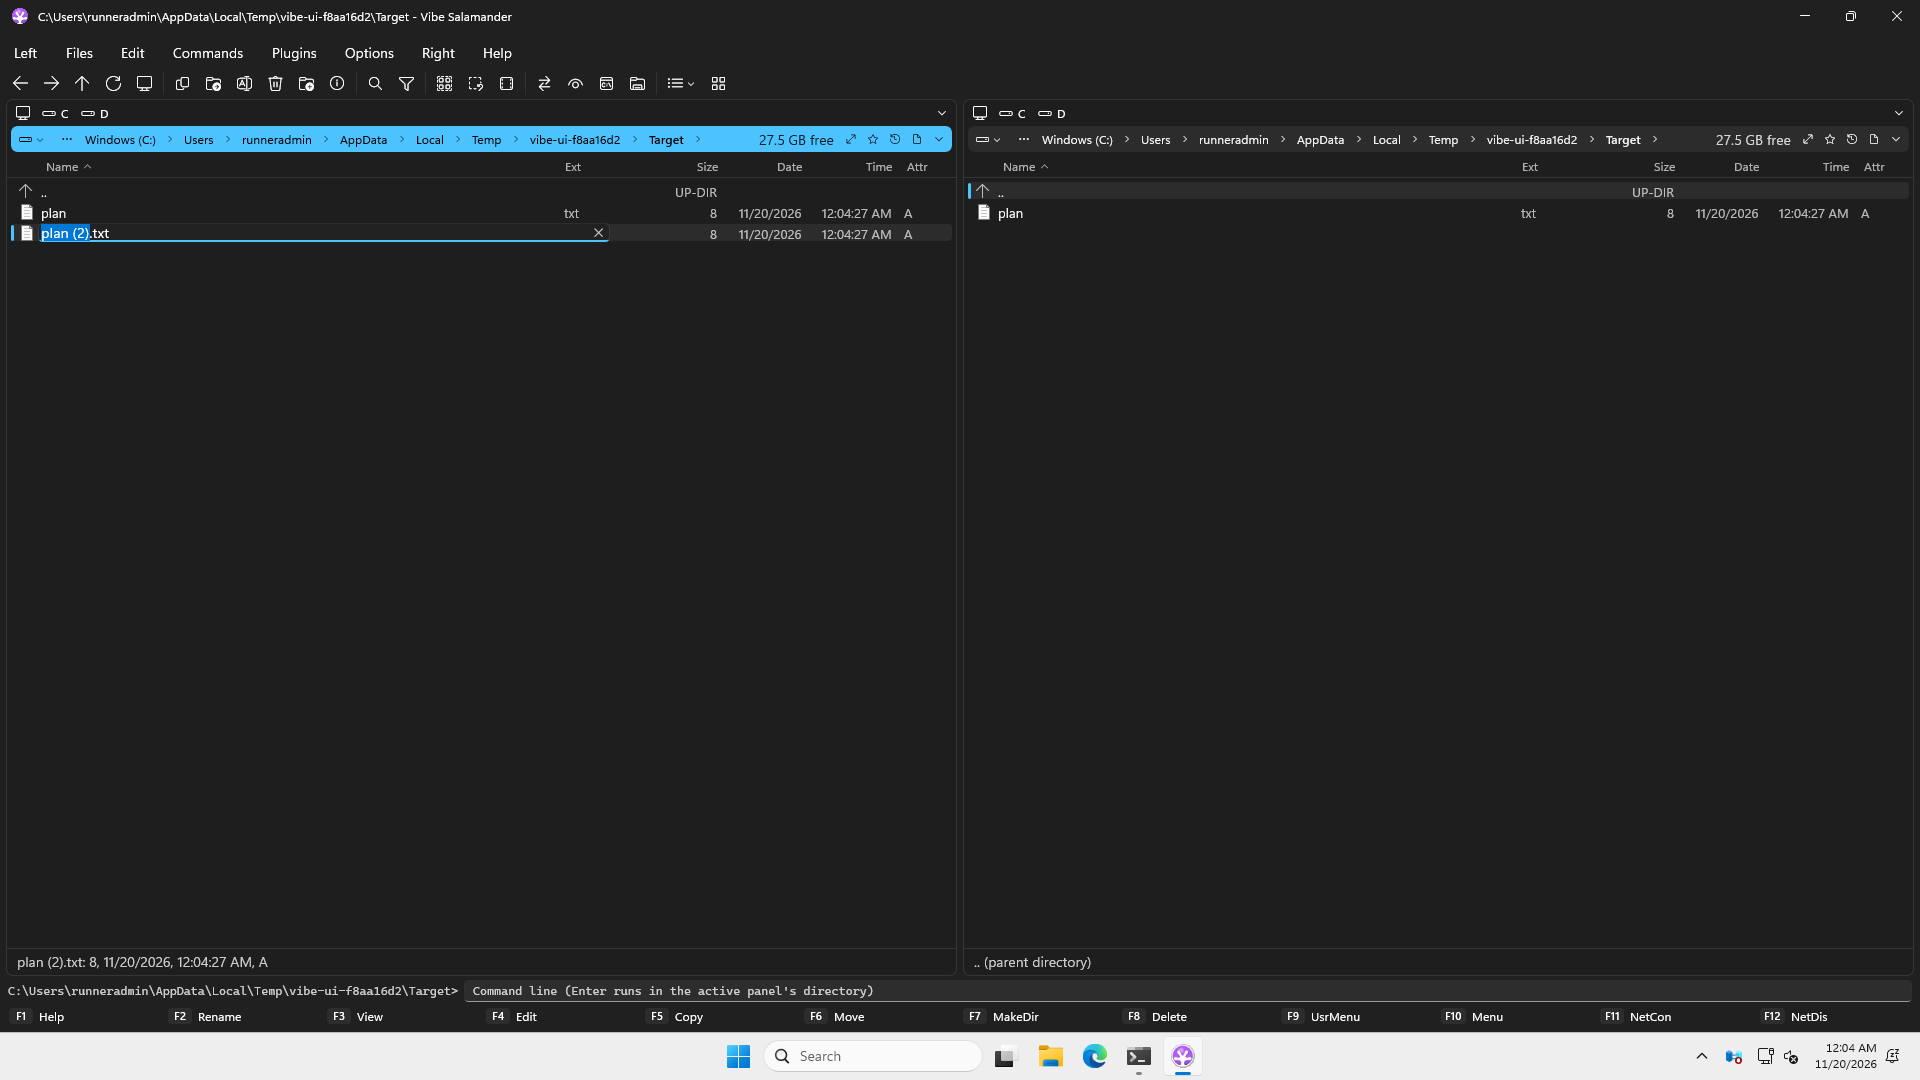 C:\Users\runneradmin\AppData\Local\Temp\vibe-ui-f8aa16d2\Target - Vibe Salamander
Left Files Edit Commands Plugins Options Right Help
C D
Windows (C:) Users runneradmin AppData Local Temp vibe-ui-f8aa16d2 Target 27.5 GB free
Name Ext Size Date Time Attr
.. UP-DIR
plan txt 8 11/20/2026 12:04:27 AM A
plan (2).txt 8 11/20/2026 12:04:27 AM A
plan (2).txt: 8, 11/20/2026, 12:04:27 AM, A
C D
Windows (C:) Users runneradmin AppData Local Temp vibe-ui-f8aa16d2 Target 27.5 GB free
Name Ext Size Date Time Attr
.. UP-DIR
plan txt 8 11/20/2026 12:04:27 AM A
.. (parent directory)
C:\Users\runneradmin\AppData\Local\Temp\vibe-ui-f8aa16d2\Target> Command line (Enter runs in the active panel's directory)
F1 Help F2 Rename F3 View F4 Edit F5 Copy F6 Move F7 MakeDir F8 Delete F9 UsrMenu F10 Menu F11 NetCon F12 NetDis
Search
12:04 AM
11/20/2026